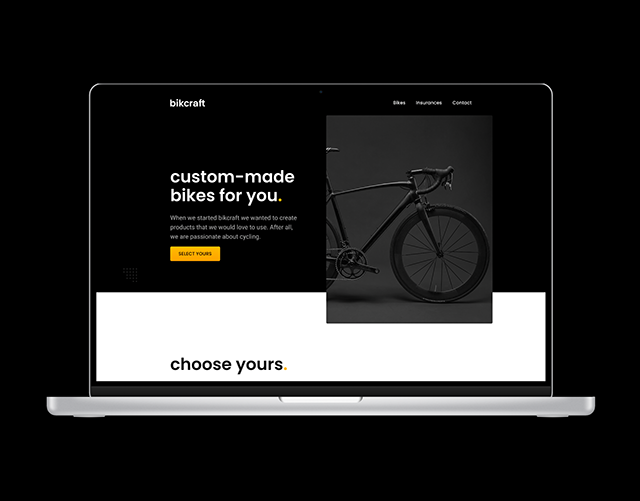 bikcraft
Bikes Insurances Contact
custom-made
bikes for you.
When we started bikcraft we wanted to create
products that we would love to use. After all,
we are passionate about cycling.
SELECT YOURS
choose yours.